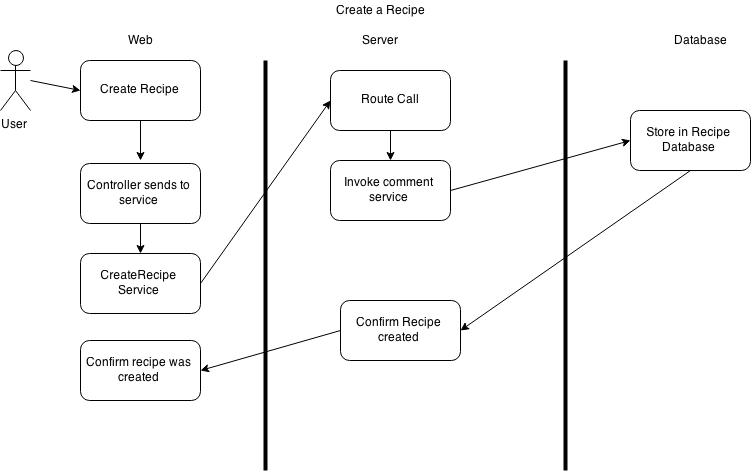 Create a Recipe
Web
Server
Database
User
Create Recipe
Controller sends to
service
CreateRecipe
Service
Route Call
Invoke comment
service
Store in Recipe
Database
Confirm Recipe
created
Confirm recipe was
created